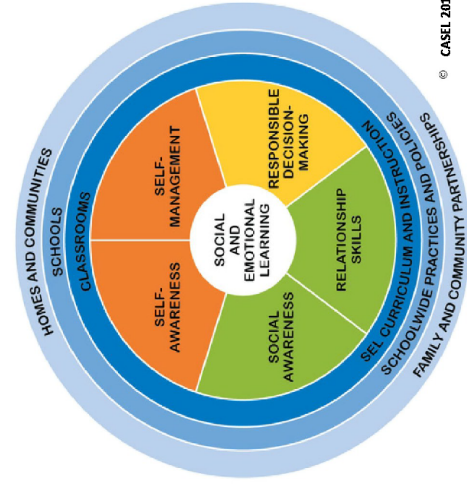 HOMES AND COMMUNITIES
SCHOOLS
CLASSROOMS
SELF-
AWARENESS
SELF-
MANAGEMENT
SOCIAL
AND
EMOTIONAL
LEARNING
RESPONSIBLE
DECISION-
MAKING
SOCIAL
AWARENESS
RELATIONSHIP
SKILLS
SEL CURRICULUM AND INSTRUCTION
SCHOOLWIDE PRACTICES AND POLICIES
FAMILY AND COMMUNITY PARTNERSHIPS
© CASEL 201